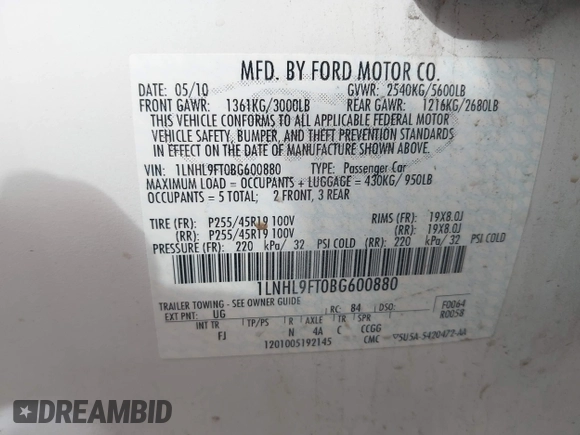 MFD. BY FORD MOTOR CO.
DATE: 05/10 GVWR: 2540KG/5600LB
FRONT GAWR: 1361KG/3000LB REAR GAWR: 1216KG/2680LB
THIS VEHICLE CONFORMS TO ALL APPLICABLE FEDERAL MOTOR
VEHICLE SAFETY, BUMPER, AND THEFT PREVENTION STANDARDS
IN EFFECT ON THE DATE OF MANUFACTURE SHOWN ABOVE.
VIN: 1LNHL9FT0BG600880 TYPE: Passenger Car
MAXIMUM LOAD = OCCUPANTS + LUGGAGE = 430KG/ 950LB
OCCUPANTS = 5 TOTAL; 2 FRONT, 3 REAR
TIRE (FR): P255/45R19 100V RIMS (FR): 19X8.0J
(RR): P255/45R19 100V (RR): 19X8.0J
PRESSURE (FR): 220 kPa/ 32 PSI COLD (RR): 220 kPa/ 32 PSI COLD
1LNHL9FT0BG600880
TRAILER TOWING - SEE OWNER GUIDE F0064
EXT PNT: UG RC: 84 DSO: R0058
INT TR TP/PS R AXLE TR SPR
FJ N 4A C CCGG
1201005192145 CMC 5U5A-5420472-AA
DREAMBID